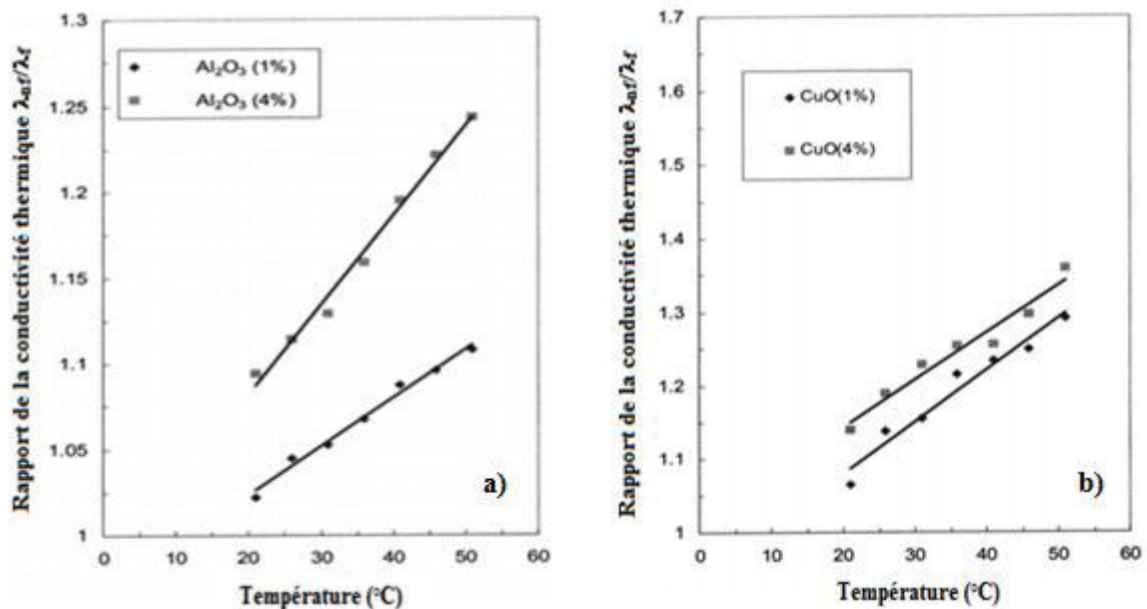 Rapport de la conductivité thermique λnf/λf
1.3
1.25
1.2
1.15
1.1
1.05
1
Al₂O₃ (1%)
Al₂O₃ (4%)
a)
0
10
20
30
40
50
60
Température (°C)
Rapport de la conductivité thermique λnf/λf
1.7
1.6
1.5
1.4
1.3
1.2
1.1
1
CuO(1%)
CuO(4%)
b)
0
10
20
30
40
50
60
Température (°C)